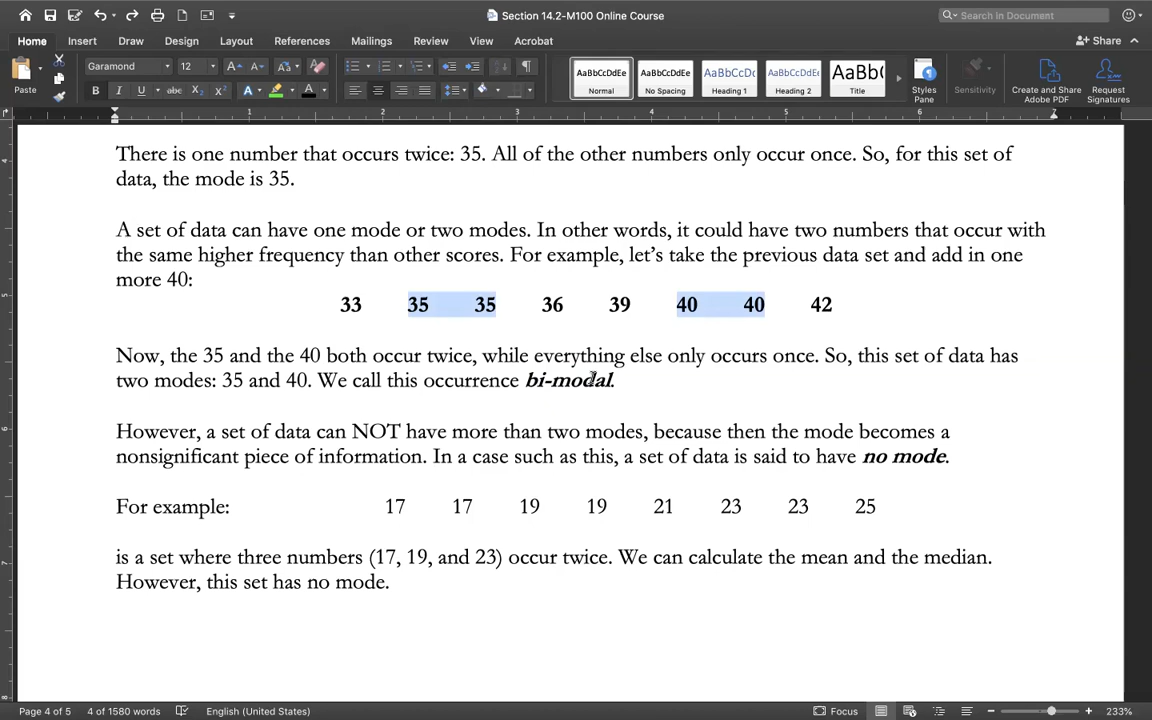 Section 14.2-M100 Online Course
Search in Document
Home Insert Draw Design Layout References Mailings Review View Acrobat
Share
Paste
Garamond 12
AaBbCcDdEe AaBbCcDdEe AaBbCcDc AaBbCcDdEe AaBb(
Normal No Spacing Heading 1 Heading 2 Title
Styles Pane
Sensitivity
Create and Share Adobe PDF
Request Signatures
There is one number that occurs twice: 35. All of the other numbers only occur once. So, for this set of
data, the mode is 35.
A set of data can have one mode or two modes. In other words, it could have two numbers that occur with
the same higher frequency than other scores. For example, let's take the previous data set and add in one
more 40:
33 35 35 36 39 40 40 42
Now, the 35 and the 40 both occur twice, while everything else only occurs once. So, this set of data has
two modes: 35 and 40. We call this occurrence bi-modal.
However, a set of data can NOT have more than two modes, because then the mode becomes a
nonsignificant piece of information. In a case such as this, a set of data is said to have no mode.
For example: 17 17 19 19 21 23 23 25
is a set where three numbers (17, 19, and 23) occur twice. We can calculate the mean and the median.
However, this set has no mode.
Page 4 of 5 4 of 1580 words English (United States) Focus 233%